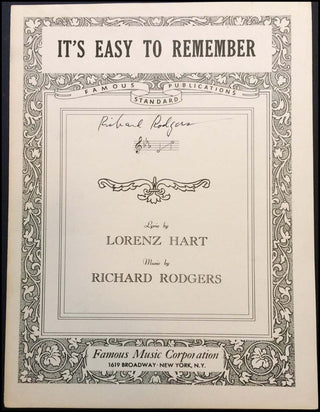 IT'S EASY TO REMEMBER
FAMOUS PUBLICATIONS
STANDARD
Richard Rodgers
Lyric by
LORENZ HART
Music by
RICHARD RODGERS
Famous Music Corporation
1619 BROADWAY · NEW YORK, N.Y.